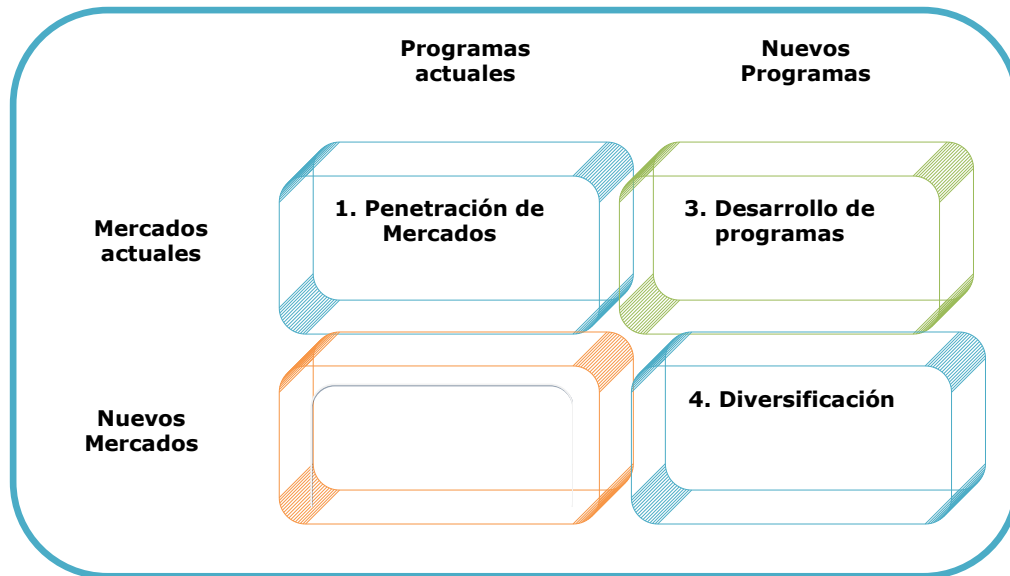 Programas
actuales
Nuevos
Programas
Mercados
actuales
1. Penetración de
Mercados
3. Desarrollo de
programas
Nuevos
Mercados
4. Diversificación